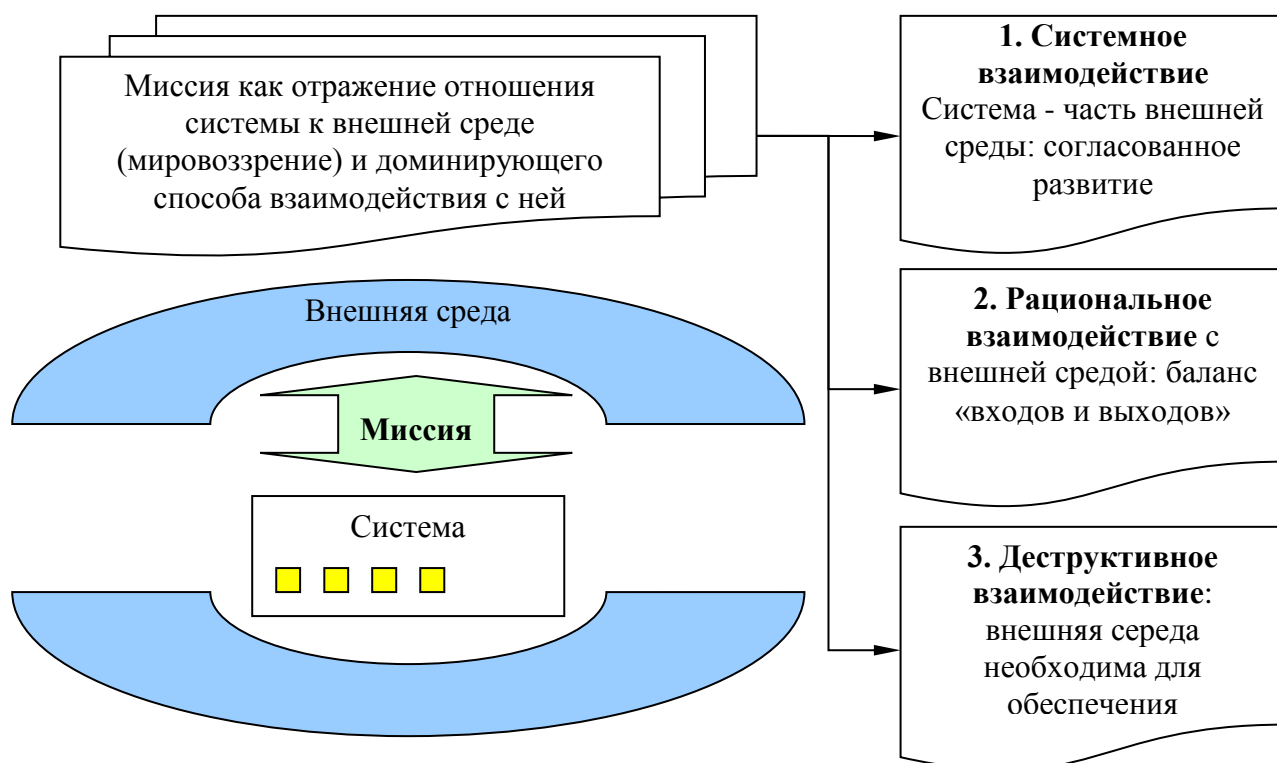 Миссия как отражение отношения
системы к внешней среде
(мировоззрение) и доминирующего
способа взаимодействия с ней
Внешняя среда
Миссия
Система
1. Системное
взаимодействие
Система - часть внешней
среды: согласованное
развитие
2. Рациональное
взаимодействие с
внешней средой: баланс
«входов и выходов»
3. Деструктивное
взаимодействие:
внешняя середа
необходима для
обеспечения